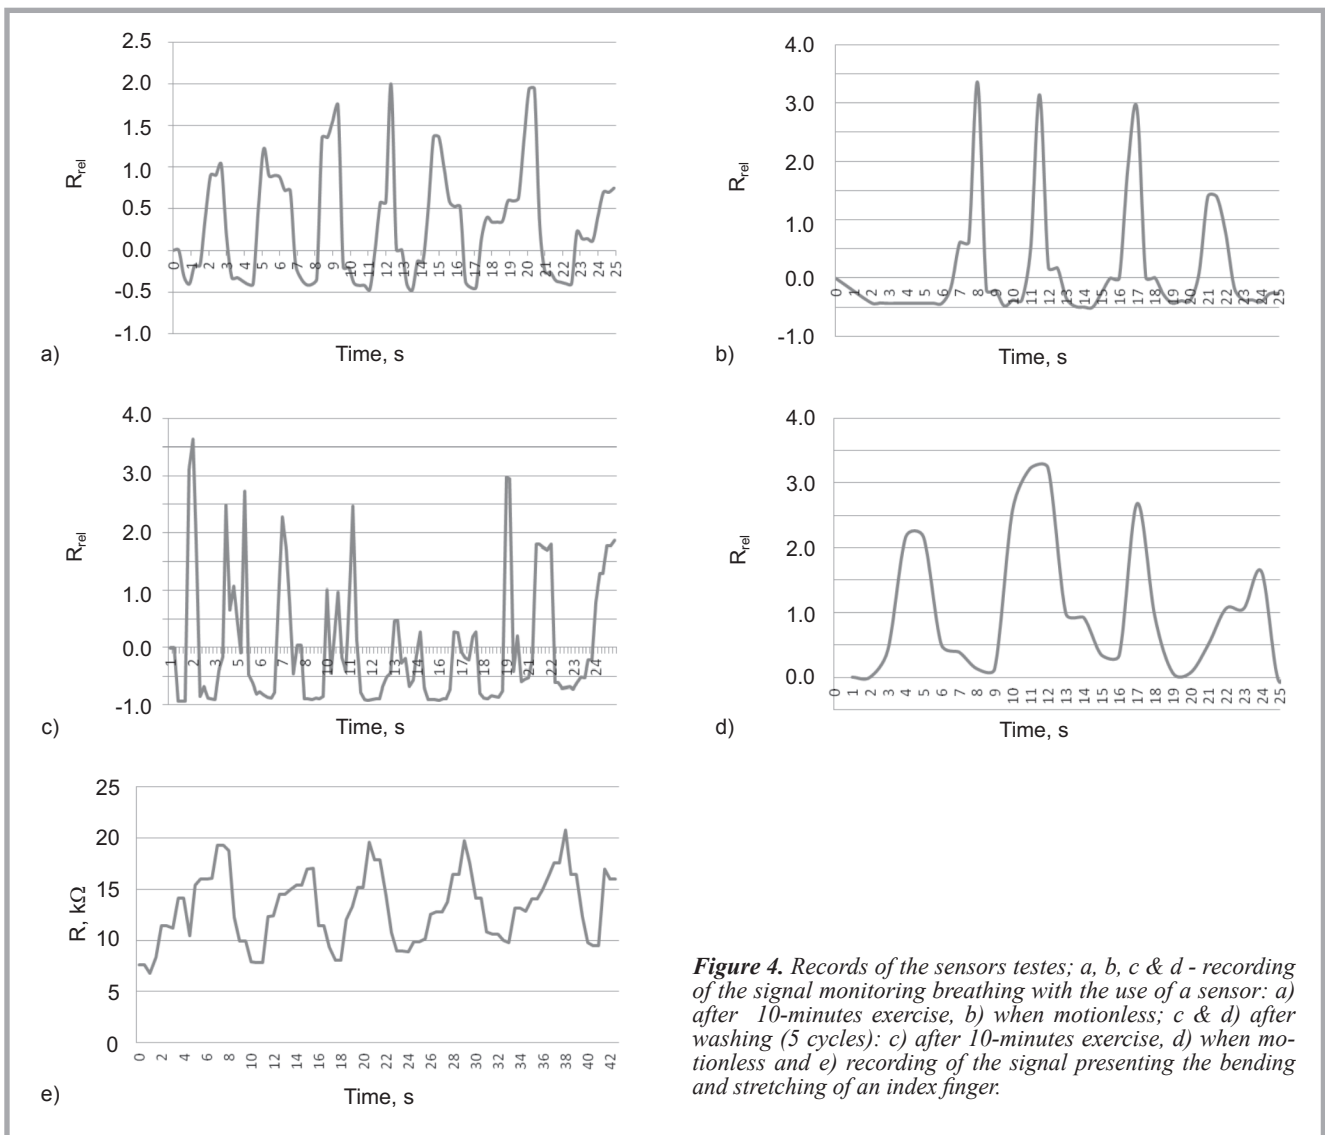 2.5
2.0
1.5
1.0
0.5
0.0
-0.5
-1.0
R_rel
0 1 2 3 4 5 6 7 8 9 10 11 12 13 14 15 16 17 18 19 20 21 22 23 24 25
Time, s
a)
4.0
3.0
2.0
1.0
0.0
-1.0
R_rel
0 1 2 3 4 5 6 7 8 9 10 11 12 13 14 15 16 17 18 19 20 21 22 23 24 25
Time, s
b)
4.0
3.0
2.0
1.0
0.0
-1.0
R_rel
1 2 3 5 6 7 8 10 11 12 13 14 16 17 18 19 21 22 23 24
Time, s
c)
4.0
3.0
2.0
1.0
0.0
R_rel
0 1 2 3 4 5 6 7 8 9 10 11 12 13 14 15 16 17 18 19 20 21 22 23 24 25
Time, s
d)
25
20
15
10
5
0
R, kΩ
0 2 4 6 8 10 12 14 16 18 20 22 24 26 28 30 32 34 36 38 40 42
Time, s
e)
Figure 4. Records of the sensors testes; a, b, c & d - recording
of the signal monitoring breathing with the use of a sensor: a)
after 10-minutes exercise, b) when motionless; c & d) after
washing (5 cycles): c) after 10-minutes exercise, d) when mo-
tionless and e) recording of the signal presenting the bending
and stretching of an index finger.